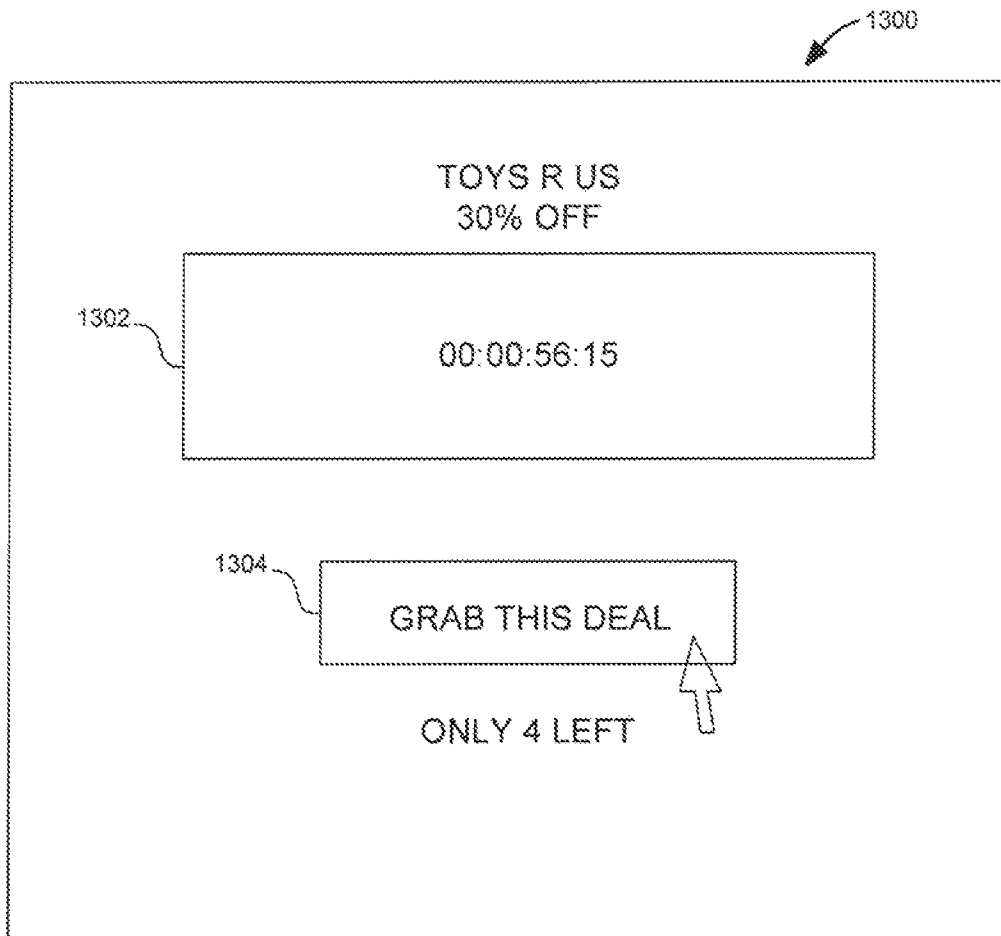 1300
TOYS R US
30% OFF
1302
00:00:56:15
1304
GRAB THIS DEAL
ONLY 4 LEFT